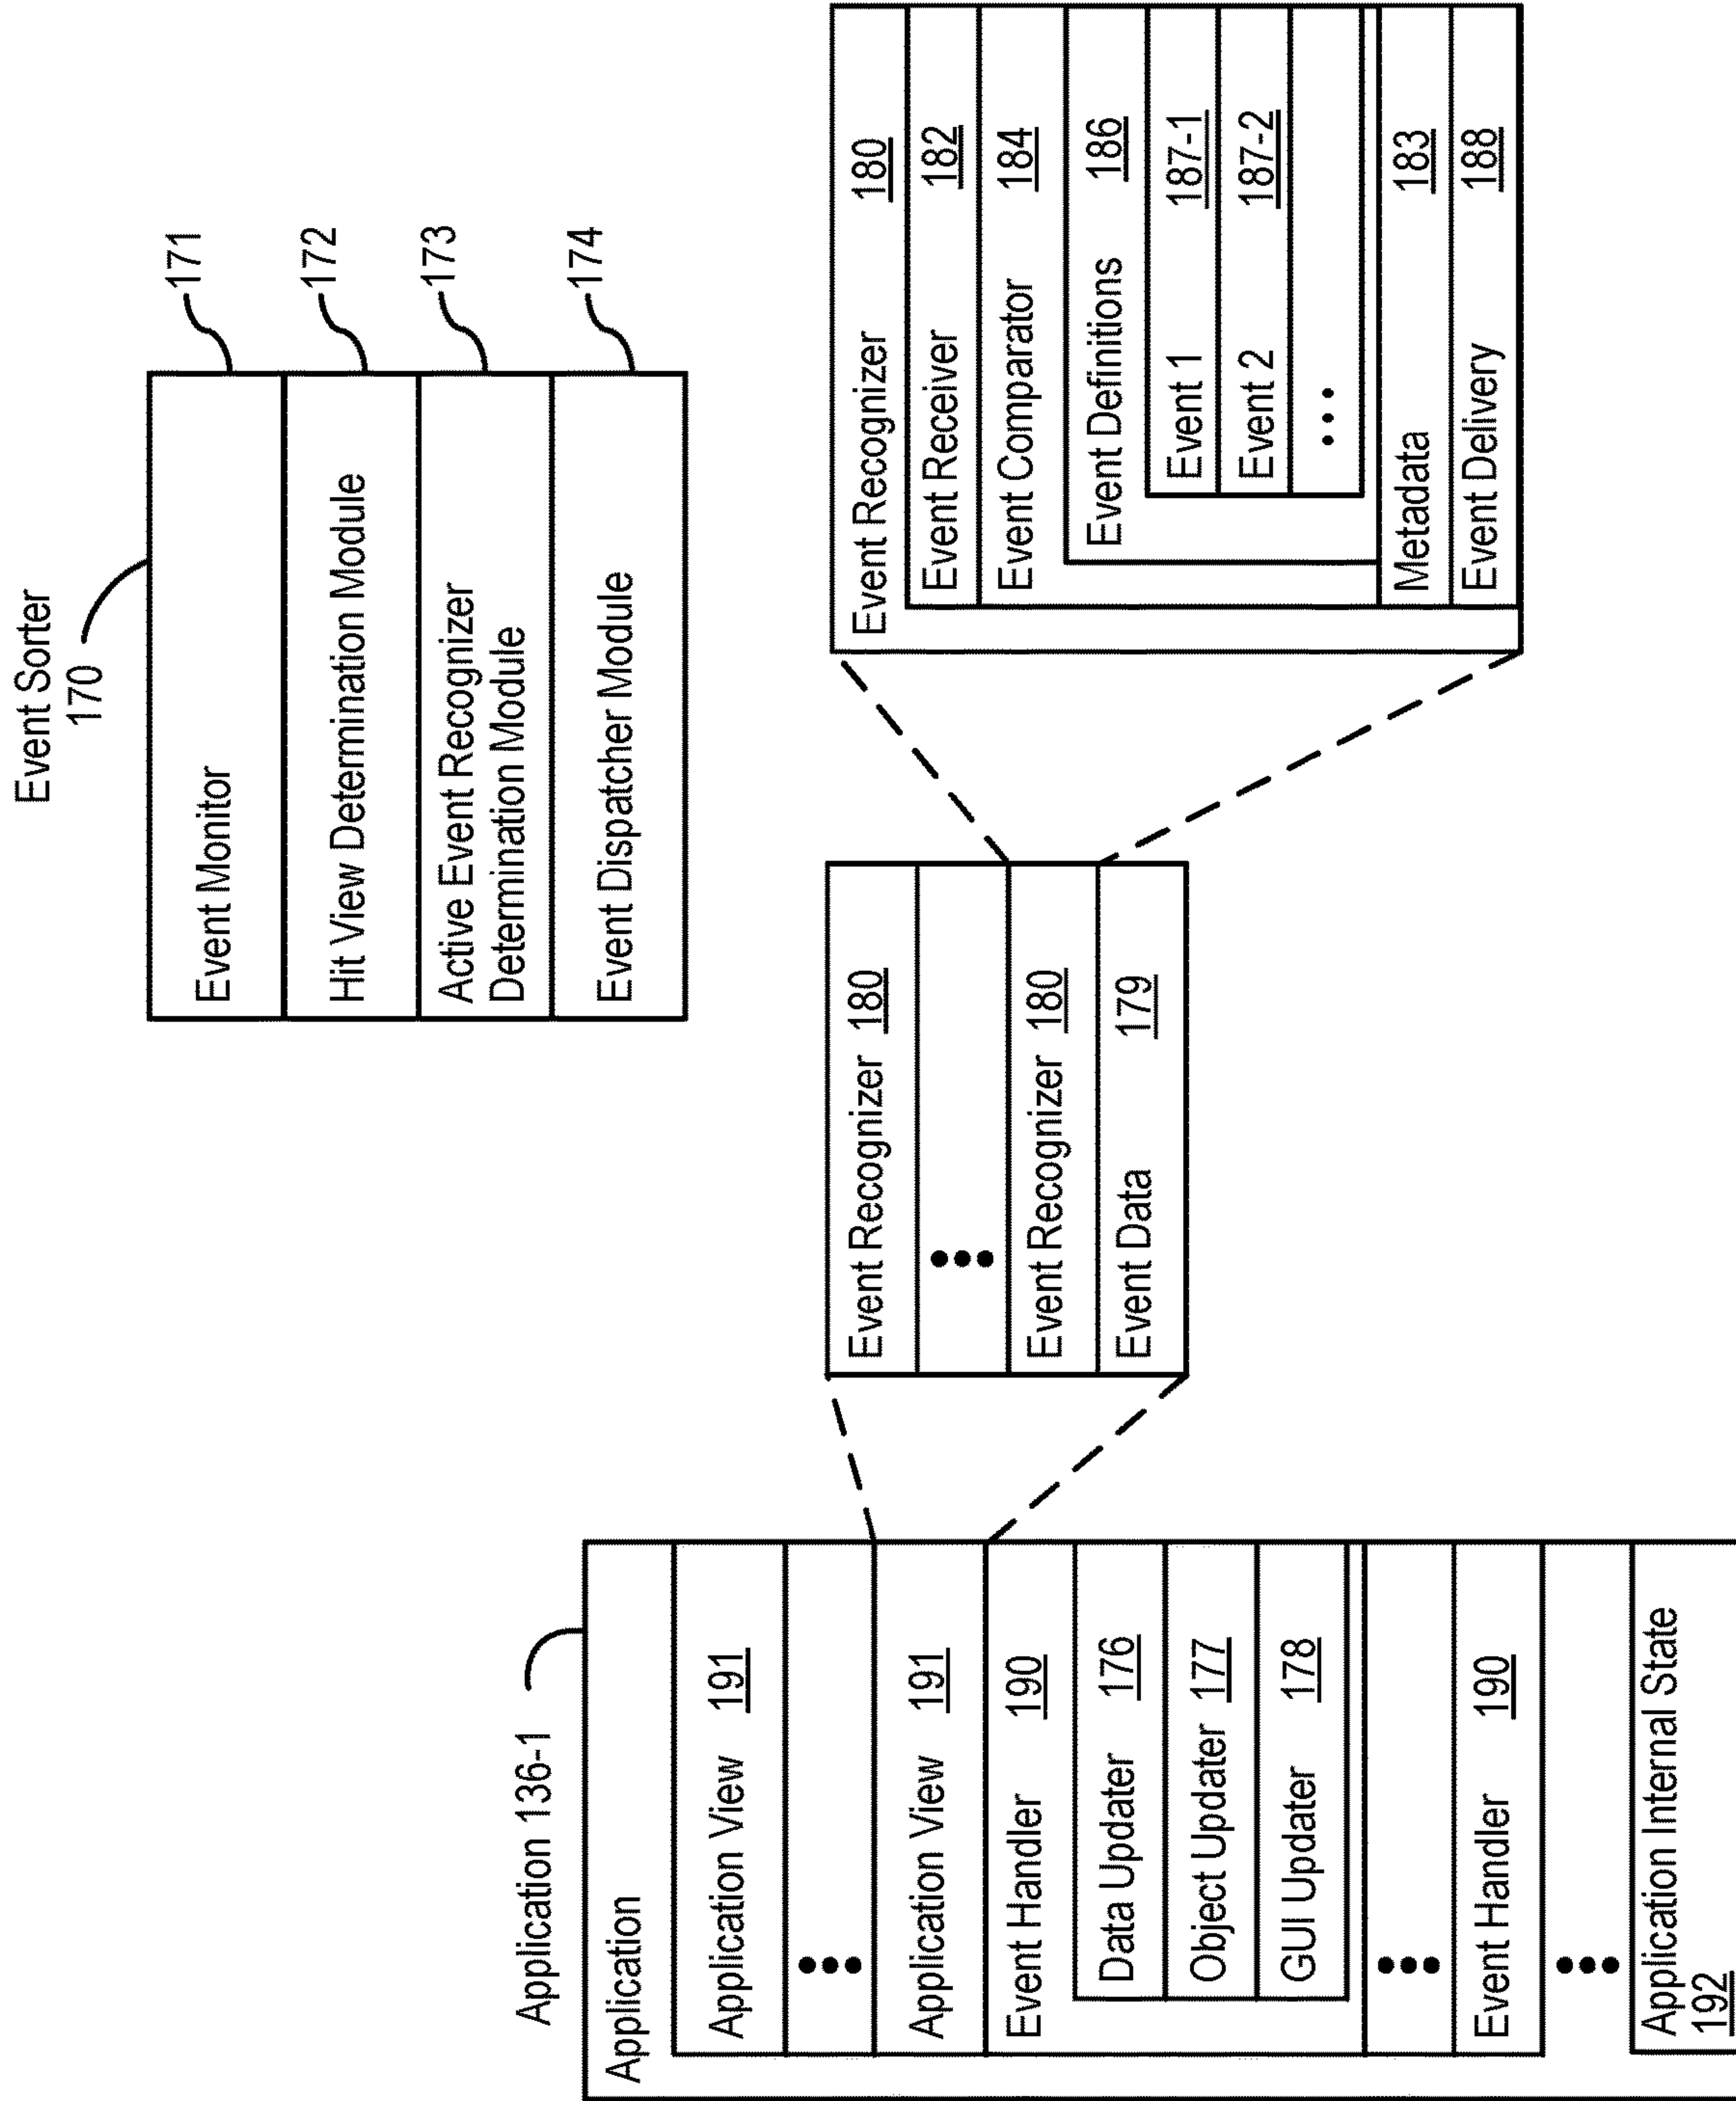 Event Sorter
170
Event Monitor
171
Hit View Determination Module
172
Active Event Recognizer
Determination Module
173
Event Dispatcher Module
174
Application 136-1
Application
Application View 191
•••
Application View 191
Event Handler 190
Data Updater 176
Object Updater 177
GUI Updater 178
•••
Event Handler 190
•••
Application Internal State
192
Event Recognizer 180
•••
Event Recognizer 180
Event Data 179
Event Recognizer 180
Event Receiver 182
Event Comparator 184
Event Definitions 186
Event 1 187-1
Event 2 187-2
•••
Metadata 183
Event Delivery 188